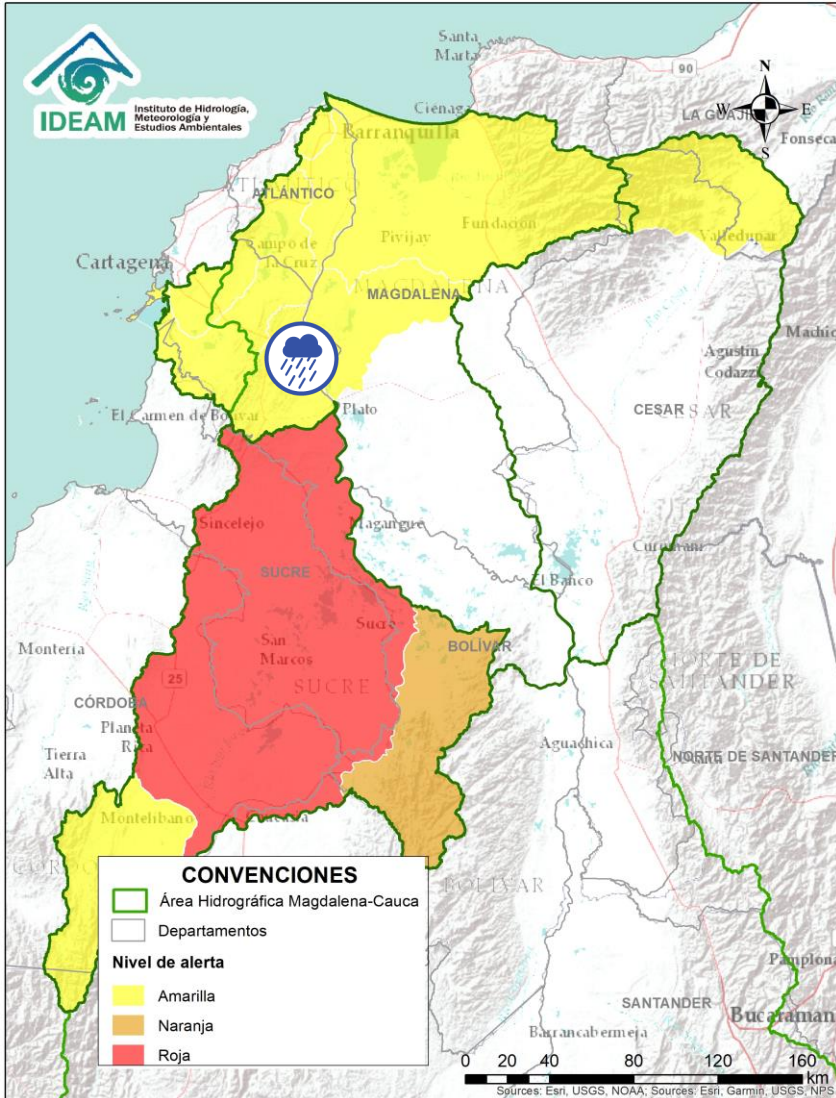 IDEAM
Instituto de Hidrología,
Meteorología y
Estudios Ambientales
Santa
Marta
90
N
W
E
S
Ciénaga
LA GUAJIRA
Barranquilla
Fonseca
ATLÁNTICO
Fundación
Campo de
la Cruz
Pivijay
Valledupar
Cartagena
MAGDALENA
Machiq
Agustín
Codazzi
El Carmen de Bolívar
Plato
CESAR
CESAR
Sincelejo
Magangué
Curumaní
SUCRE
El Banco
Sucre
BOLÍVAR
Montería
San
Marcos
NORTE DE
SANTANDER
25
SUCRE
CÓRDOBA
Planeta
Rica
Tierra
Alta
Aguachica
NORTE DE SANTANDER
Montelíbano
BOLÍVAR
CONVENCIONES
Área Hidrográfica Magdalena-Cauca
Departamentos
Nivel de alerta
Amarilla
Naranja
Roja
Pamplona
SANTANDER
Bucaraman
Barrancabermeja
0 20 40 80 120 160
km
Sources: Esri, USGS, NOAA; Sources: Esri, Garmin, USGS, NPS